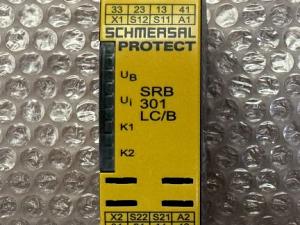 33 23 13 41
X1 S12 S11 A1
SCHMERSAL
PROTECT
UB
SRB
Ui
301
LC/B
K1
K2
X2 S22 S21 A2